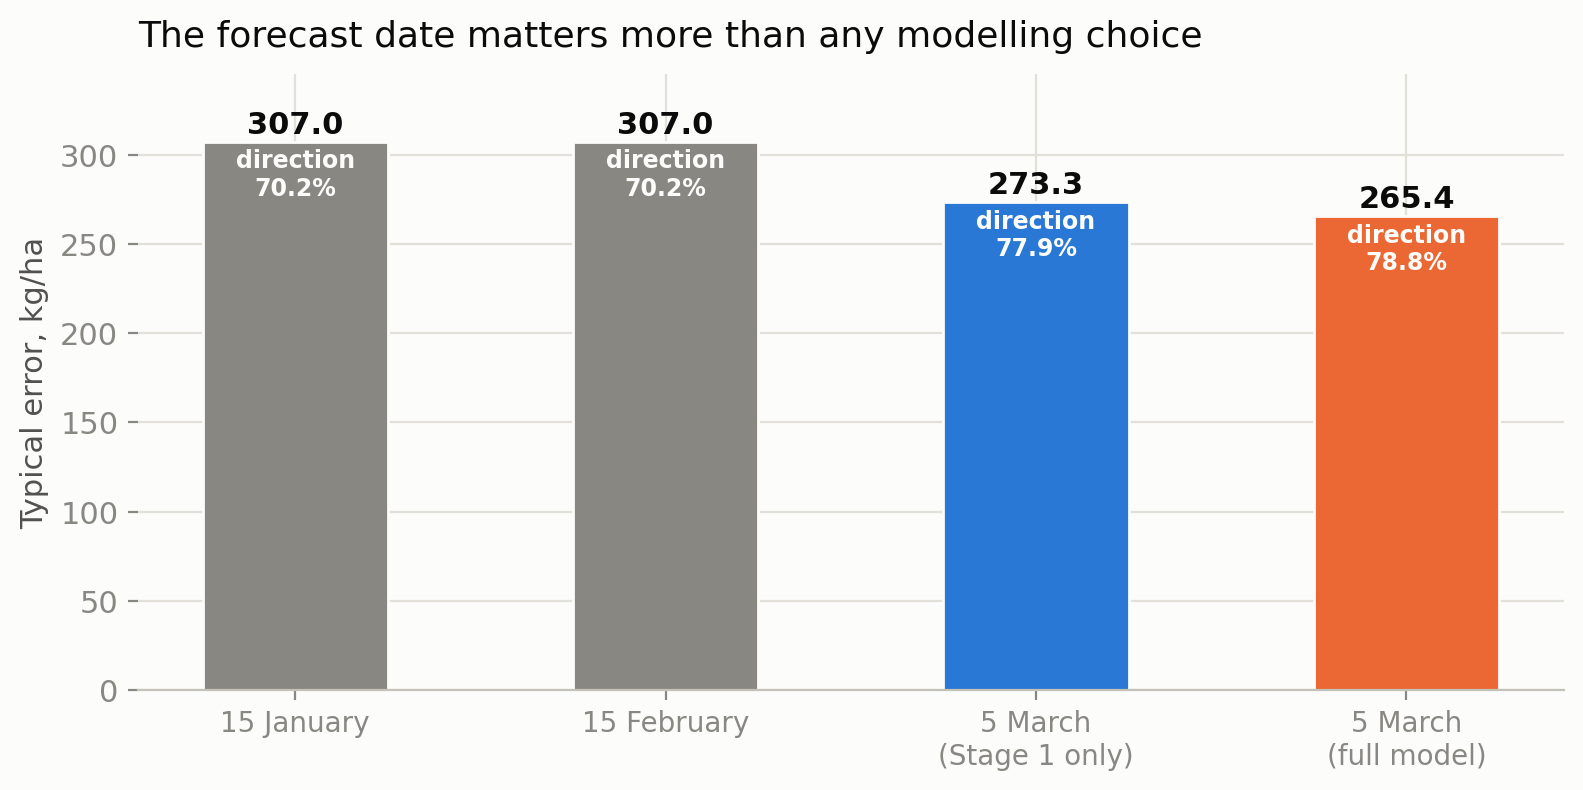 The forecast date matters more than any modelling choice
Typical error, kg/ha
300
250
200
150
100
50
0
307.0
direction
70.2%
307.0
direction
70.2%
273.3
direction
77.9%
265.4
direction
78.8%
15 January
15 February
5 March
(Stage 1 only)
5 March
(full model)